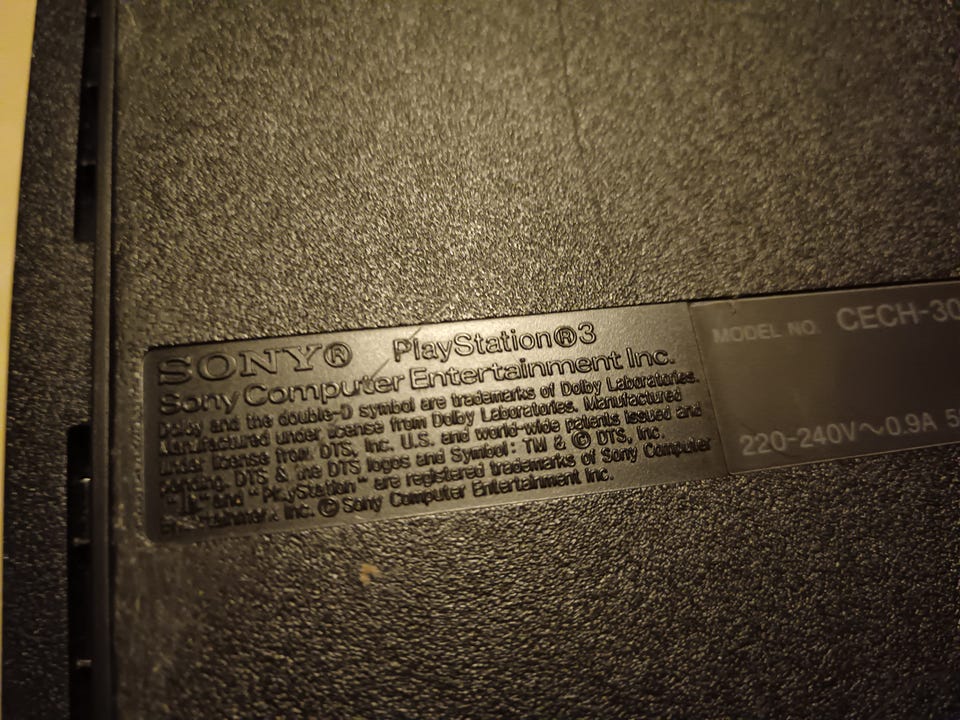 SONY® PlayStation®3
Sony Computer Entertainment Inc.
Dolby and the double-D symbol are trademarks of Dolby Laboratories.
Manufactured under license from Dolby Laboratories. Manufactured
under license from DTS, Inc. U.S. and world-wide patents issued and
pending. DTS & the DTS logos and Symbol: TM & © DTS, Inc.
" " and "PlayStation" are registered trademarks of Sony Computer
Entertainment Inc. © Sony Computer Entertainment Inc.
MODEL NO. CECH-30
220-240V~0.9A 5